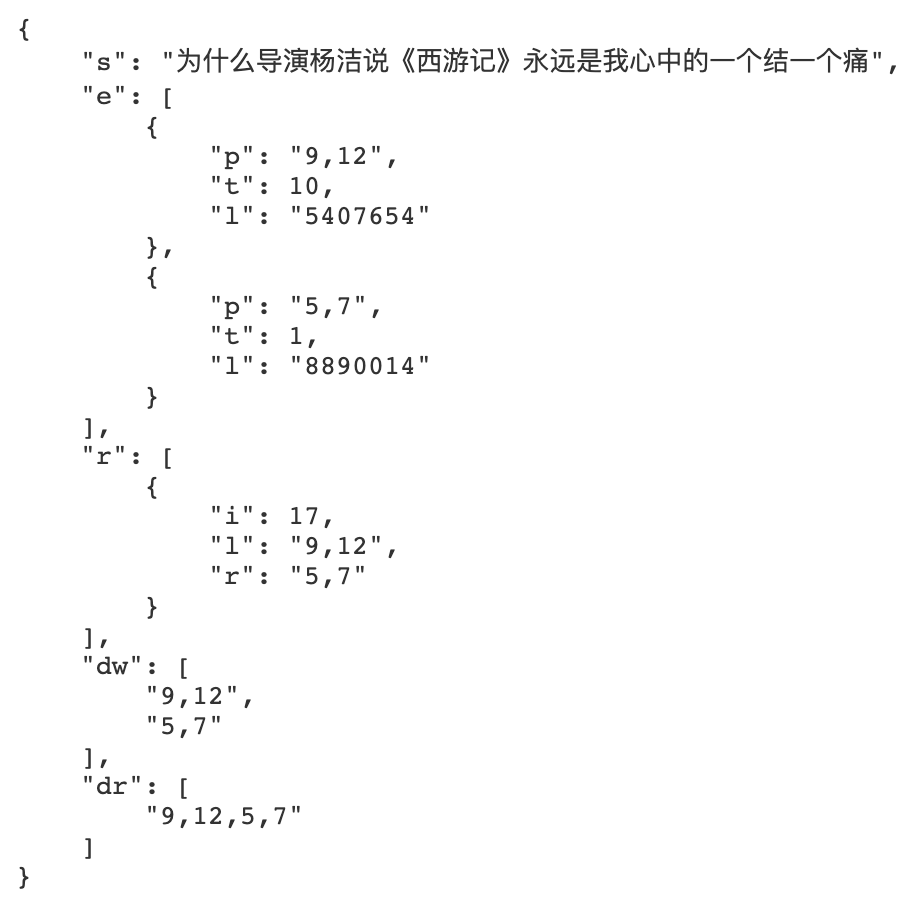 {
    "s": "为什么导演杨洁说《西游记》永远是我心中的一个结一个痛",
    "e": [
        {
            "p": "9,12",
            "t": 10,
            "l": "5407654"
        },
        {
            "p": "5,7",
            "t": 1,
            "l": "8890014"
        }
    ],
    "r": [
        {
            "i": 17,
            "l": "9,12",
            "r": "5,7"
        }
    ],
    "dw": [
        "9,12",
        "5,7"
    ],
    "dr": [
        "9,12,5,7"
    ]
}